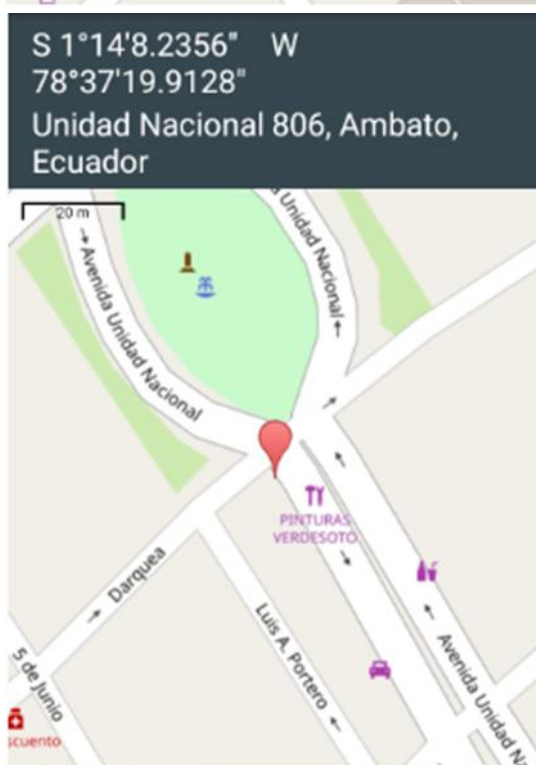 S 1°14'8.2356" W
78°37'19.9128"
Unidad Nacional 806, Ambato,
Ecuador
20 m
Unidad Nacional
Avenida Unidad Nacional
PINTURAS
VERDESOTO
Darquea
Luis A. Portero
5 de Junio
Avenida Unidad Na
scuento